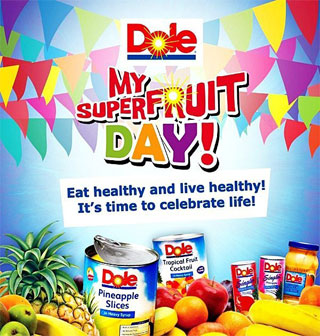 Dole
MY
SUPERFRUIT
DAY!
Eat healthy and live healthy!
It's time to celebrate life!
Dole
Pineapple
Slices
in Heavy Syrup
Dole
Tropical Fruit
Cocktail
Dole
Dole